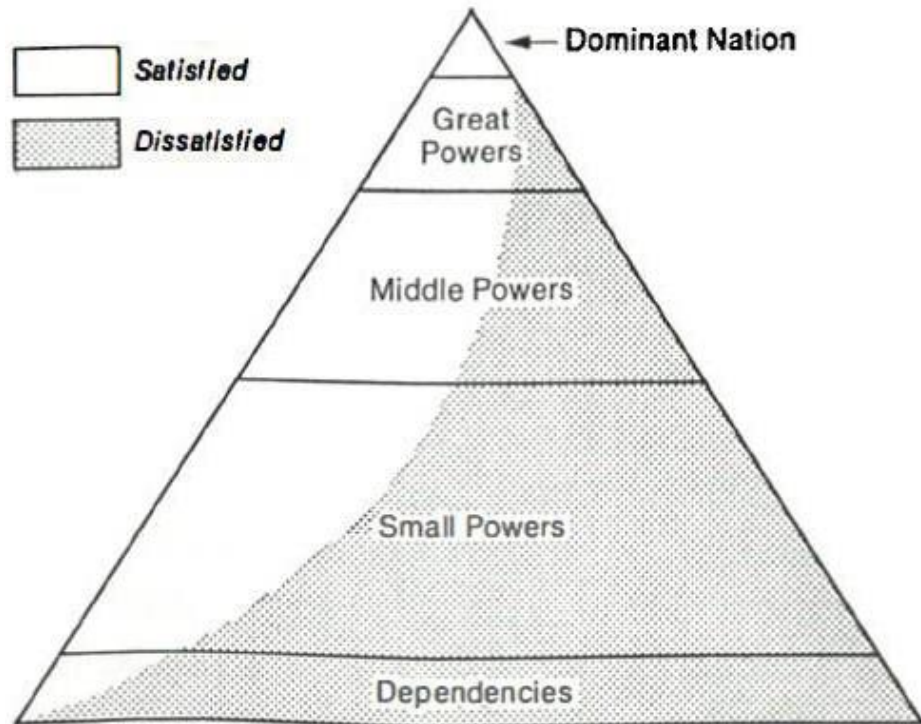 Dominant Nation
Satisfied
Dissatisfied
Great
Powers
Middle Powers
Small Powers
Dependencies